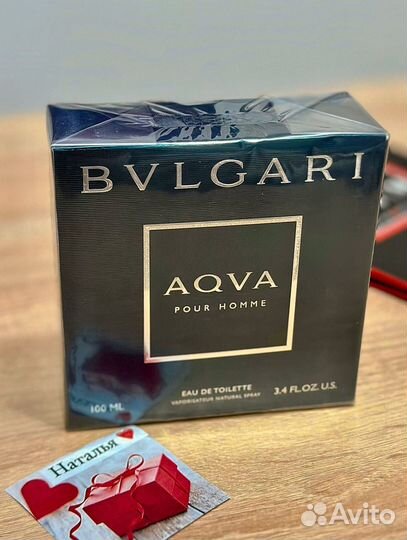 BVLGARI
AQVA
POUR HOMME
EAU DE TOILETTE
VAPORISATEUR NATURAL SPRAY
100 ML
3.4 FL.OZ. U.S.
Наталья
Avito